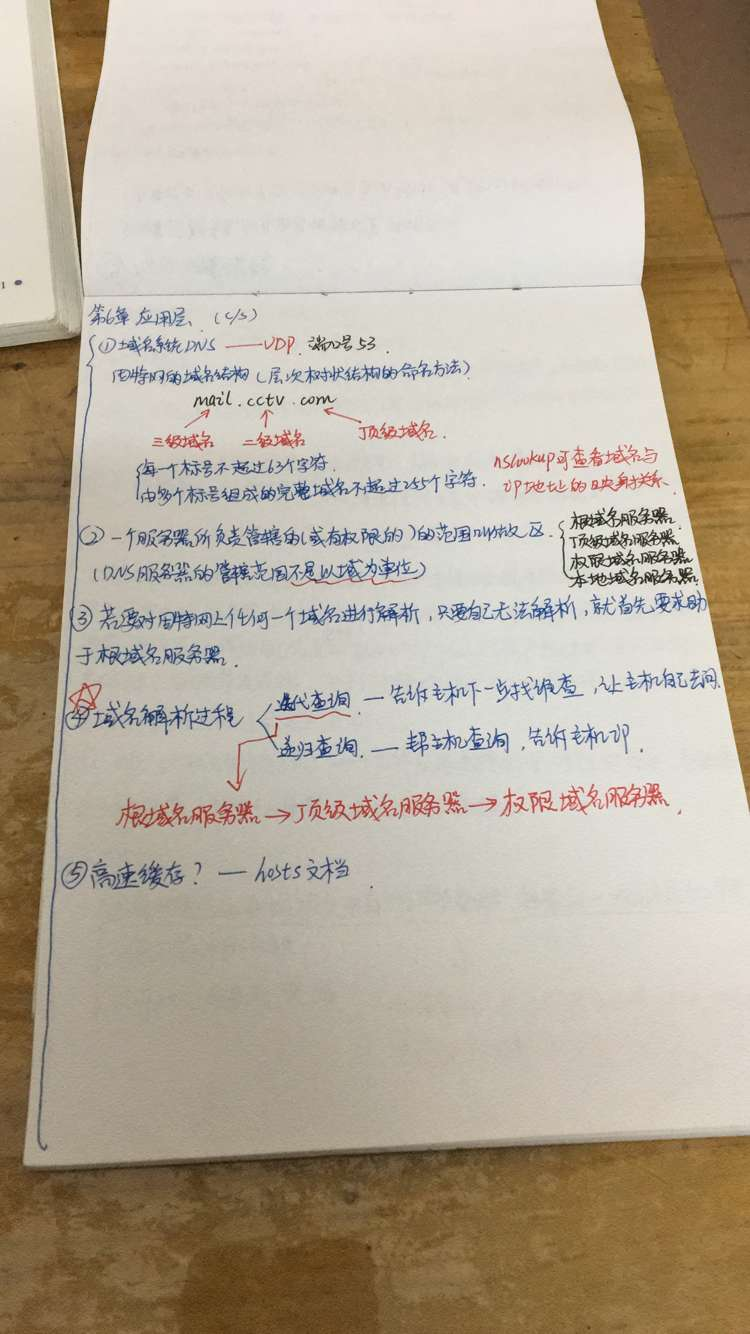 第6章 应用层 (C/S)
①域名系统DNS —— UDP. 端口号53.
因特网的域名结构(层次树状结构的命名方法)
mail.cctv.com
三级域名 二级域名 顶级域名.
每一个标号不超过63个字符.
由多个标号组成的完整域名不超过255个字符.
nslookup可查看域名与
IP地址的映射关系.
②一个服务器所负责管辖的(或有权限的)的范围叫做区.
根域名服务器
顶级域名服务器
权限域名服务器
本地域名服务器
(DNS服务器的管辖范围不是以域为单位)
③若要对因特网上任何一个域名进行解析,只要自己无法解析,就首先要求助
于根域名服务器.
④域名解析过程
迭代查询 — 告诉主机下一步找谁查,让主机自己去问.
递归查询. — 帮主机查询,告诉主机IP.
根域名服务器→顶级域名服务器→权限域名服务器.
⑤高速缓存? — hosts文档
1